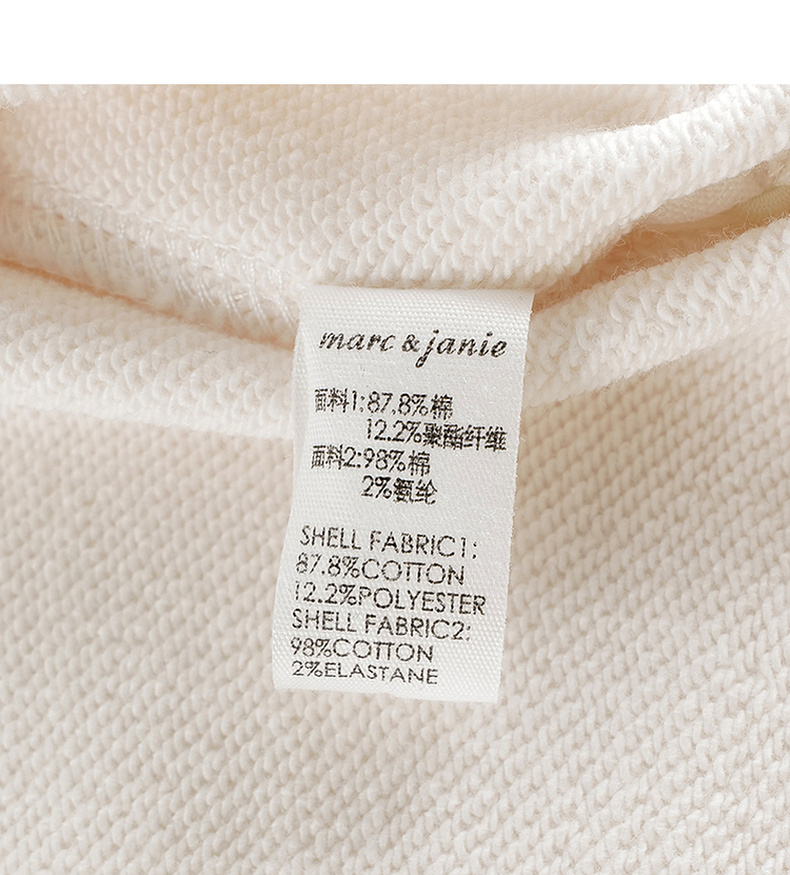 marc & janie
面料1:87.8%棉
12.2%聚酯纤维
面料2:98%棉
2%氨纶
SHELL FABRIC1:
87.8%COTTON
12.2%POLYESTER
SHELL FABRIC2:
98%COTTON
2%ELASTANE